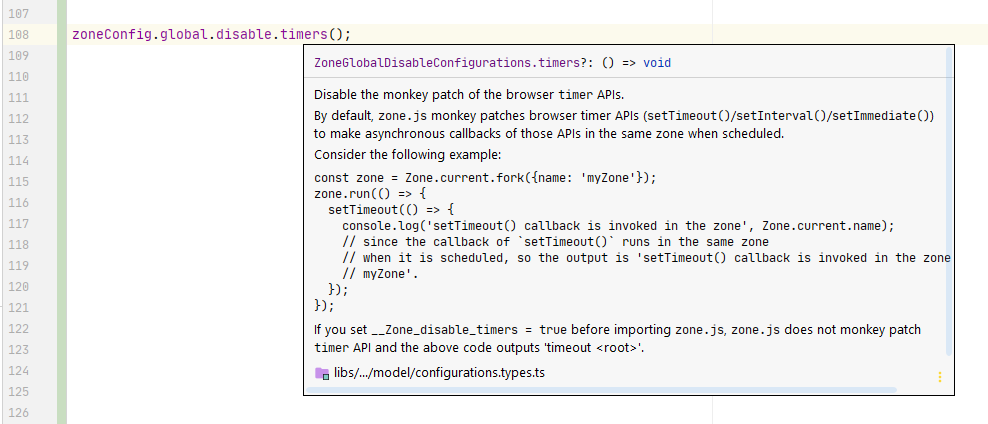 107
108 zoneConfig.global.disable.timers();
109
ZoneGlobalDisableConfigurations.timers?: () => void
110
111
Disable the monkey patch of the browser timer APIs.
112
By default, zone.js monkey patches browser timer APIs (setTimeout()/setInterval()/setImmediate())
113
to make asynchronous callbacks of those APIs in the same zone when scheduled.
114
Consider the following example:
115
const zone = Zone.current.fork({name: 'myZone'});
116
zone.run(() => {
setTimeout(() => {
117
console.log('setTimeout() callback is invoked in the zone', Zone.current.name);
118
// since the callback of `setTimeout()` runs in the same zone
119
// when it is scheduled, so the output is 'setTimeout() callback is invoked in the zone
120
// myZone'.
});
121
});
122
If you set __Zone_disable_timers = true before importing zone.js, zone.js does not monkey patch
123
timer API and the above code outputs 'timeout <root>'.
124
libs/.../model/configurations.types.ts
125
126